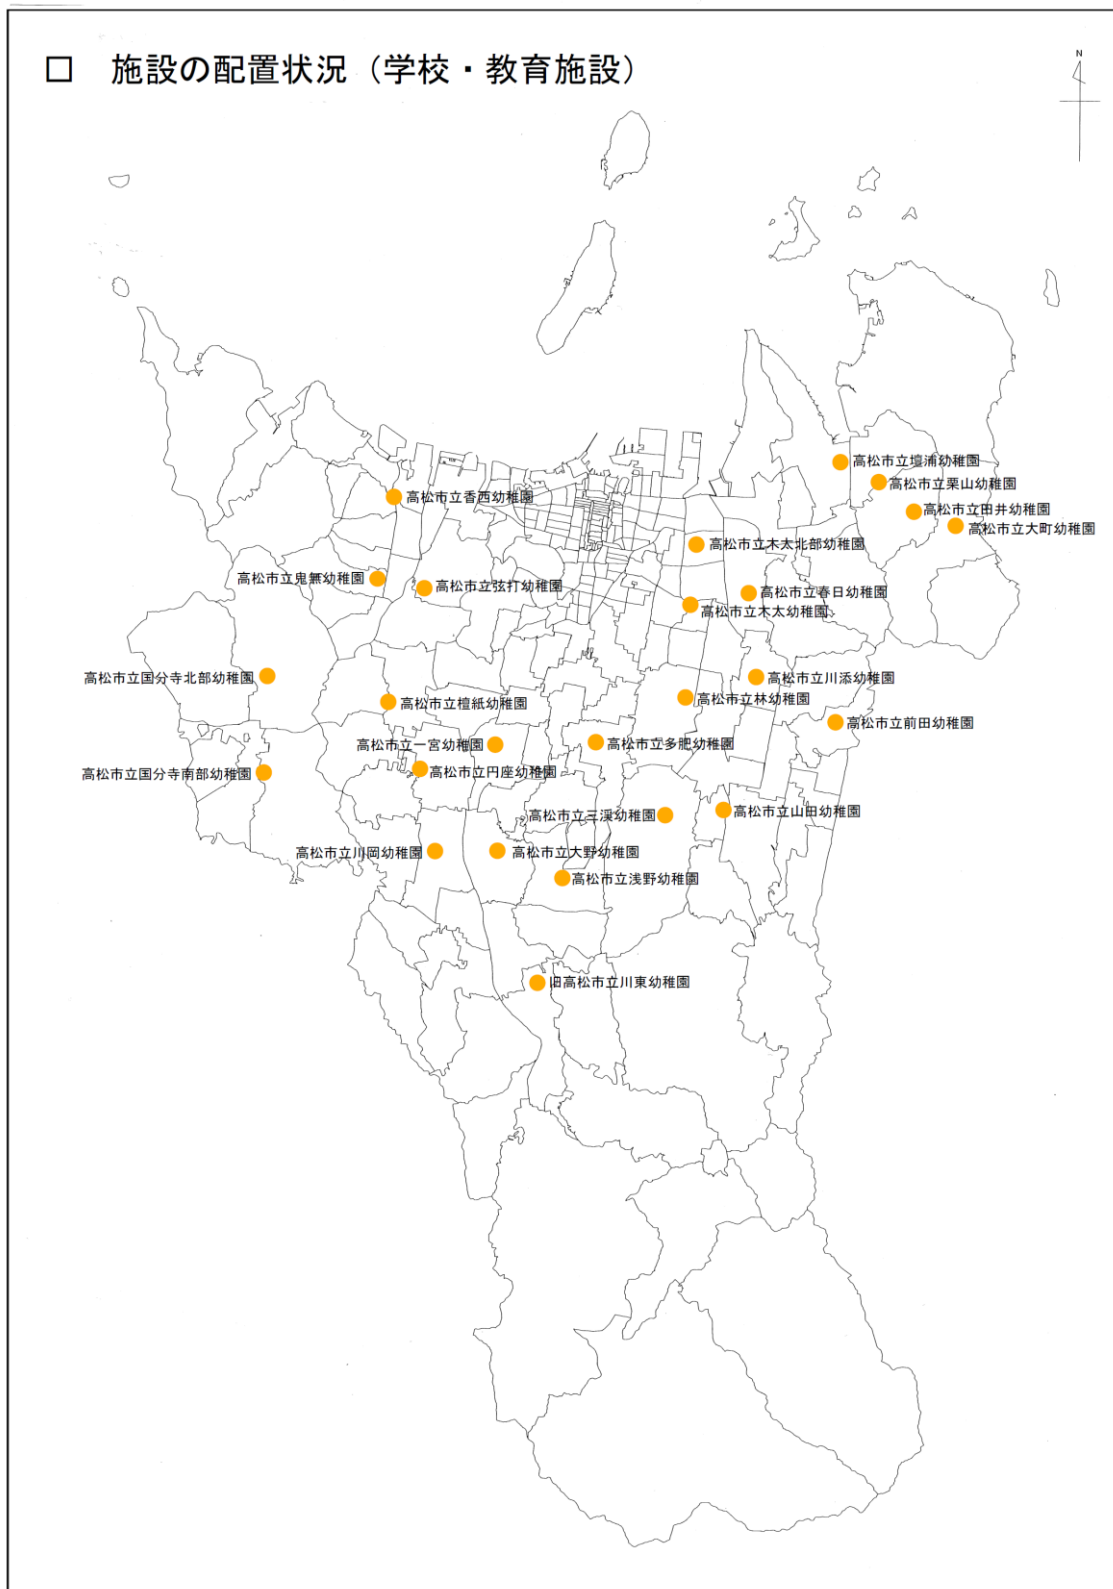 □ 施設の配置状況（学校・教育施設）
N
高松市立壇浦幼稚園
高松市立栗山幼稚園
高松市立香西幼稚園
高松市立田井幼稚園
高松市立大町幼稚園
高松市立木太北部幼稚園
高松市立鬼無幼稚園
高松市立弦打幼稚園
高松市立春日幼稚園
高松市立木太幼稚園
高松市立国分寺北部幼稚園
高松市立川添幼稚園
高松市立林幼稚園
高松市立檀紙幼稚園
高松市立前田幼稚園
高松市立一宮幼稚園
高松市立多肥幼稚園
高松市立円座幼稚園
高松市立国分寺南部幼稚園
高松市立三渓幼稚園
高松市立山田幼稚園
高松市立川岡幼稚園
高松市立大野幼稚園
高松市立浅野幼稚園
旧高松市立川東幼稚園